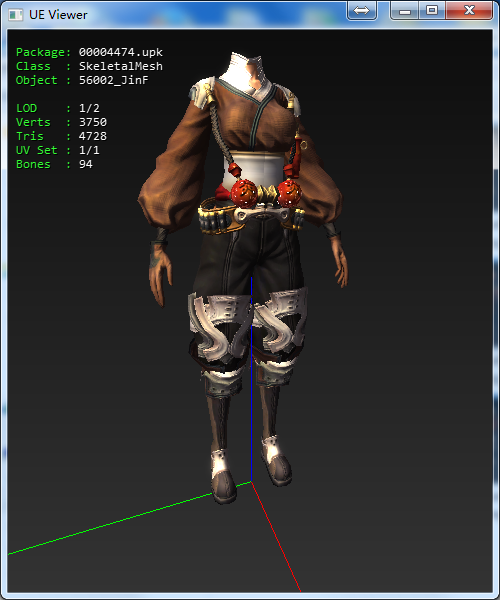 UE Viewer
Package: 00004474.upk
Class  : SkeletalMesh
Object : 56002_JinF
LOD    : 1/2
Verts  : 3750
Tris   : 4728
UV Set : 1/1
Bones  : 94